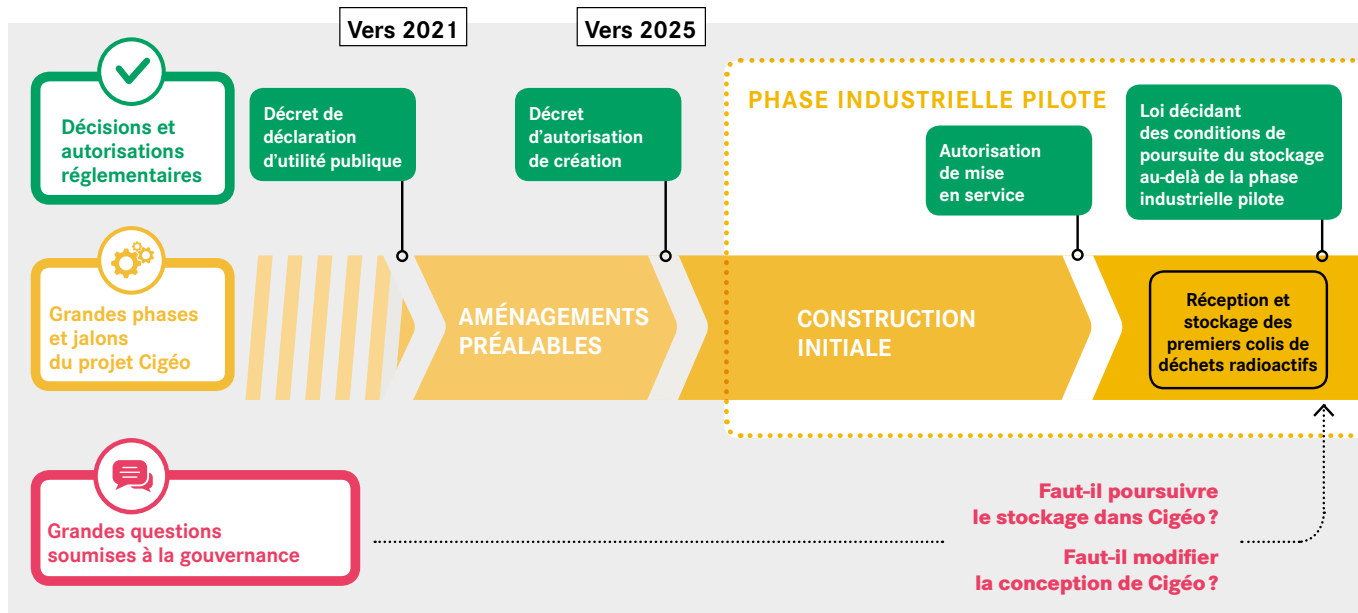 Vers 2021
Vers 2025
Décisions et
autorisations
réglementaires
Décret de
déclaration
d'utilité publique
Décret
d'autorisation
de création
PHASE INDUSTRIELLE PILOTE
Autorisation
de mise
en service
Loi décidant
des conditions de
poursuite du stockage
au-delà de la phase
industrielle pilote
Grandes phases
et jalons
du projet Cigéo
AMÉNAGEMENTS
PRÉALABLES
CONSTRUCTION
INITIALE
Réception et
stockage des
premiers colis de
déchets radioactifs
Grandes questions
soumises à la gouvernance
Faut-il poursuivre
le stockage dans Cigéo ?
Faut-il modifier
la conception de Cigéo ?